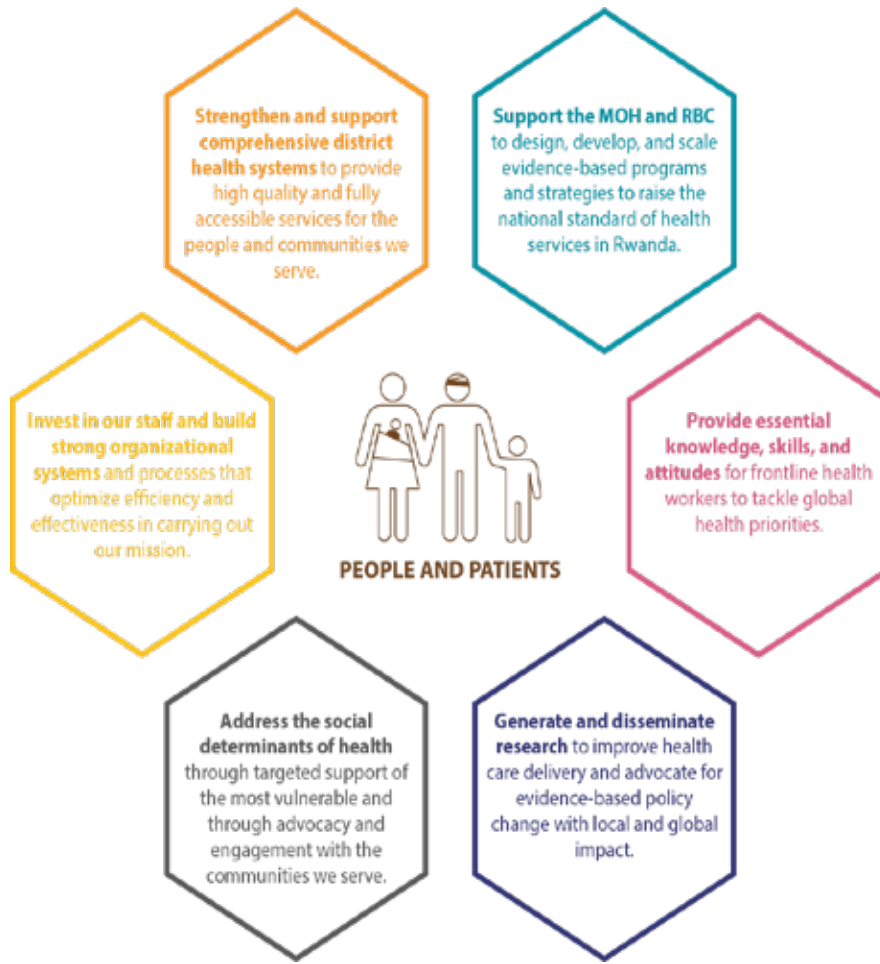 Strengthen and support
comprehensive district
health systems to provide
high quality and fully
accessible services for the
people and communities we
serve.
Support the MOH and RBC
to design, develop, and scale
evidence-based programs
and strategies to raise the
national standard of health
services in Rwanda.
Invest in our staff and build
strong organizational
systems and processes that
optimize efficiency and
effectiveness in carrying out
our mission.
Provide essential
knowledge, skills, and
attitudes for frontline health
workers to tackle global
health priorities.
PEOPLE AND PATIENTS
Address the social
determinants of health
through targeted support of
the most vulnerable and
through advocacy and
engagement with the
communities we serve.
Generate and disseminate
research to improve health
care delivery and advocate for
evidence-based policy
change with local and global
impact.